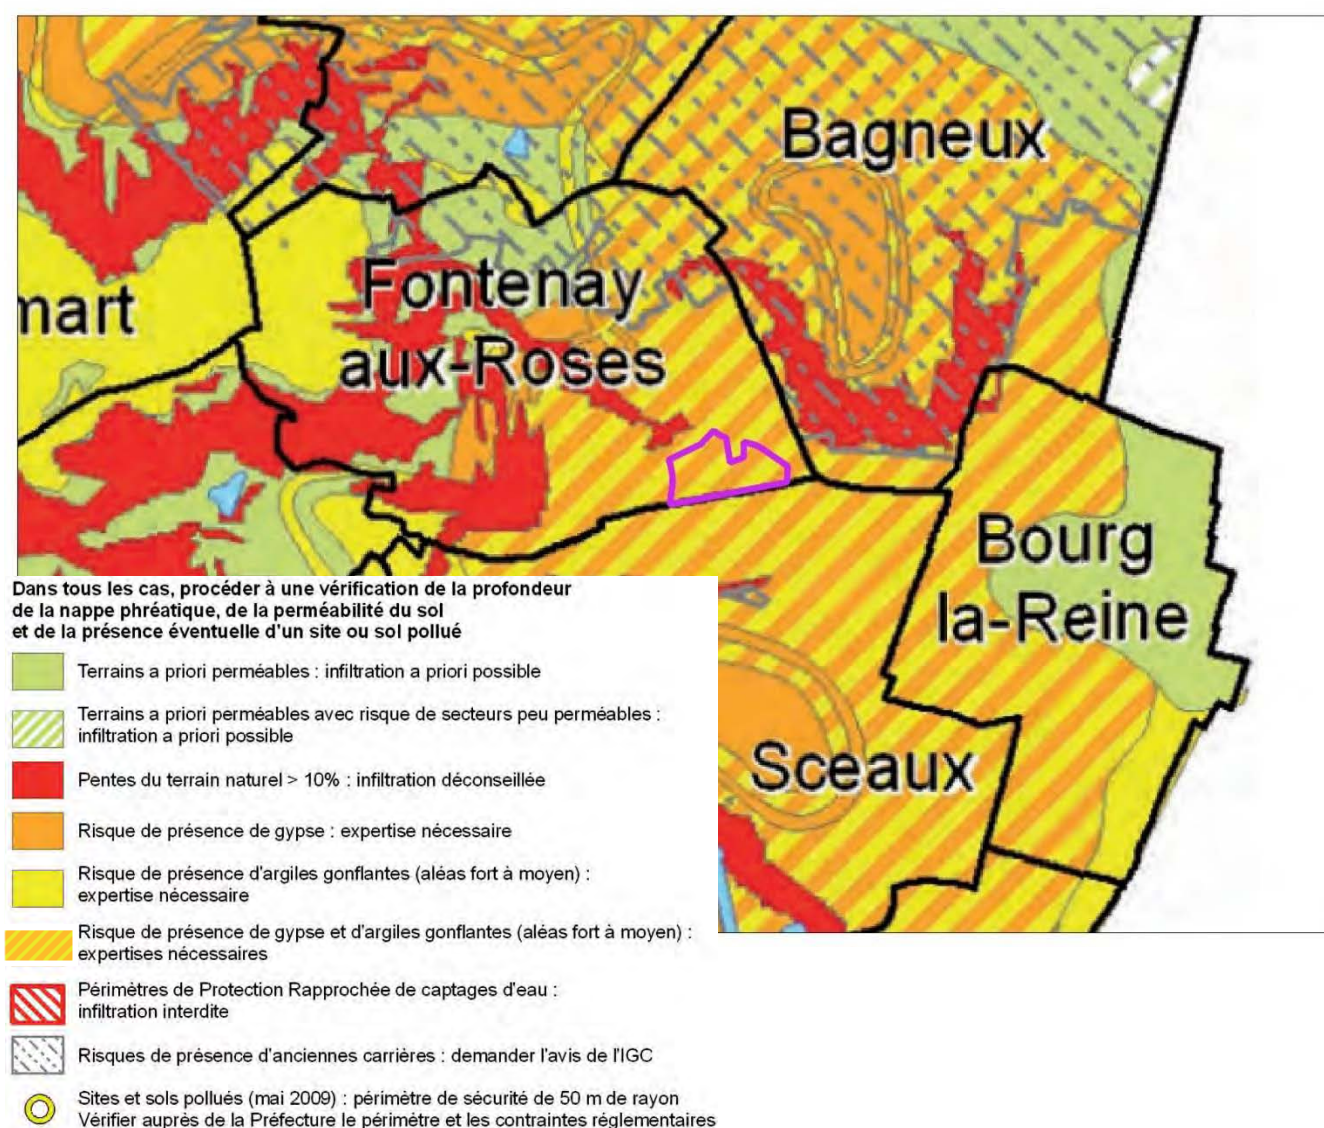 Bagneux
mart
Fontenay
aux-Roses
Bourg
la-Reine
Sceaux
Dans tous les cas, procéder à une vérification de la profondeur
de la nappe phréatique, de la perméabilité du sol
et de la présence éventuelle d'un site ou sol pollué
Terrains a priori perméables : infiltration a priori possible
Terrains a priori perméables avec risque de secteurs peu perméables :
infiltration a priori possible
Pentes du terrain naturel > 10% : infiltration déconseillée
Risque de présence de gypse : expertise nécessaire
Risque de présence d'argiles gonflantes (aléas fort à moyen) :
expertise nécessaire
Risque de présence de gypse et d'argiles gonflantes (aléas fort à moyen) :
expertises nécessaires
Périmètres de Protection Rapprochée de captages d'eau :
infiltration interdite
Risques de présence d'anciennes carrières : demander l'avis de l'IGC
Sites et sols pollués (mai 2009) : périmètre de sécurité de 50 m de rayon
Vérifier auprès de la Préfecture le périmètre et les contraintes réglementaires